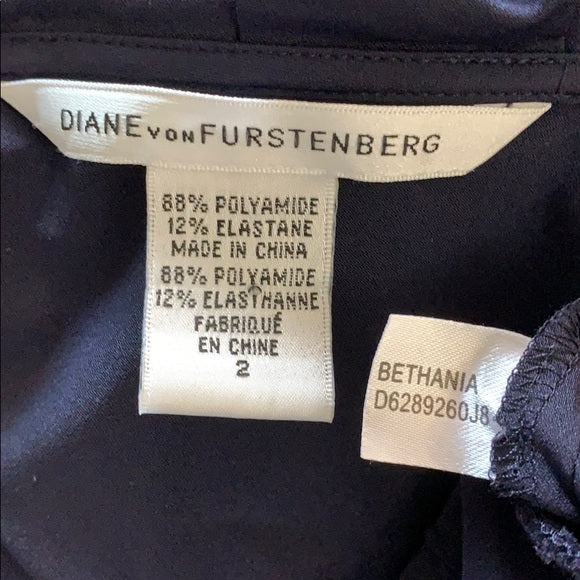 DIANE VON FURSTENBERG
88% POLYAMIDE
12% ELASTANE
MADE IN CHINA
88% POLYAMIDE
12% ELASTHANNE
FABRIQUÉ
EN CHINE
2
BETHANIA
D6289260J8